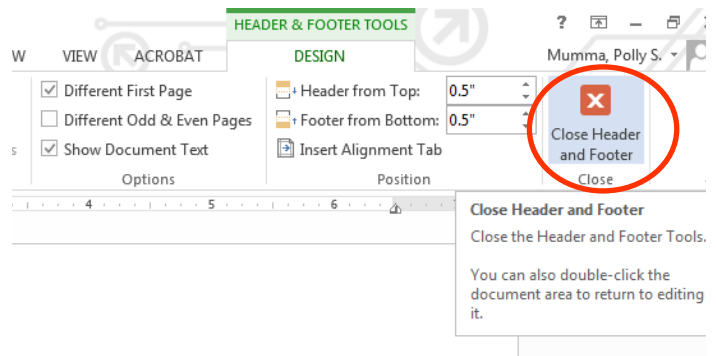 HEADER & FOOTER TOOLS
?
W VIEW ACROBAT DESIGN Mumma, Polly S.
Different First Page Header from Top: 0.5"
Different Odd & Even Pages Footer from Bottom: 0.5"
s Show Document Text Insert Alignment Tab
Close Header
and Footer
Options Position Close
4 5 6
Close Header and Footer
Close the Header and Footer Tools.
You can also double-click the
document area to return to editing
it.